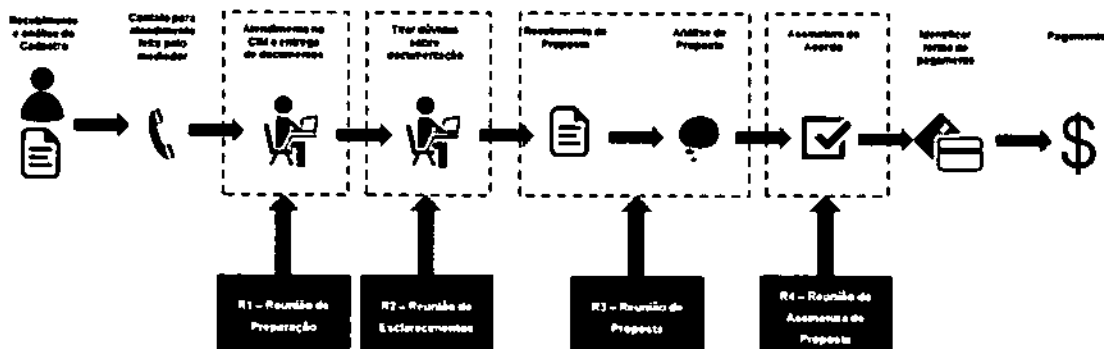 Recebimento
e análise do
Cadastro
Contato para
atendimento
feito pelo
mediador
Atendimento no
CIM e entrega
de documentos
Tirar dúvidas
sobre
documentação
Recebimento de
Proposta
Análise de
Proposta
Assinatura do
Acordo
Identificar
forma de
pagamento
Pagamento
$
R1 – Reunião de
Preparação
R2 – Reunião de
Esclarecimentos
R3 – Reunião de
Proposta
R4 – Reunião de
Assinatura de
Proposta